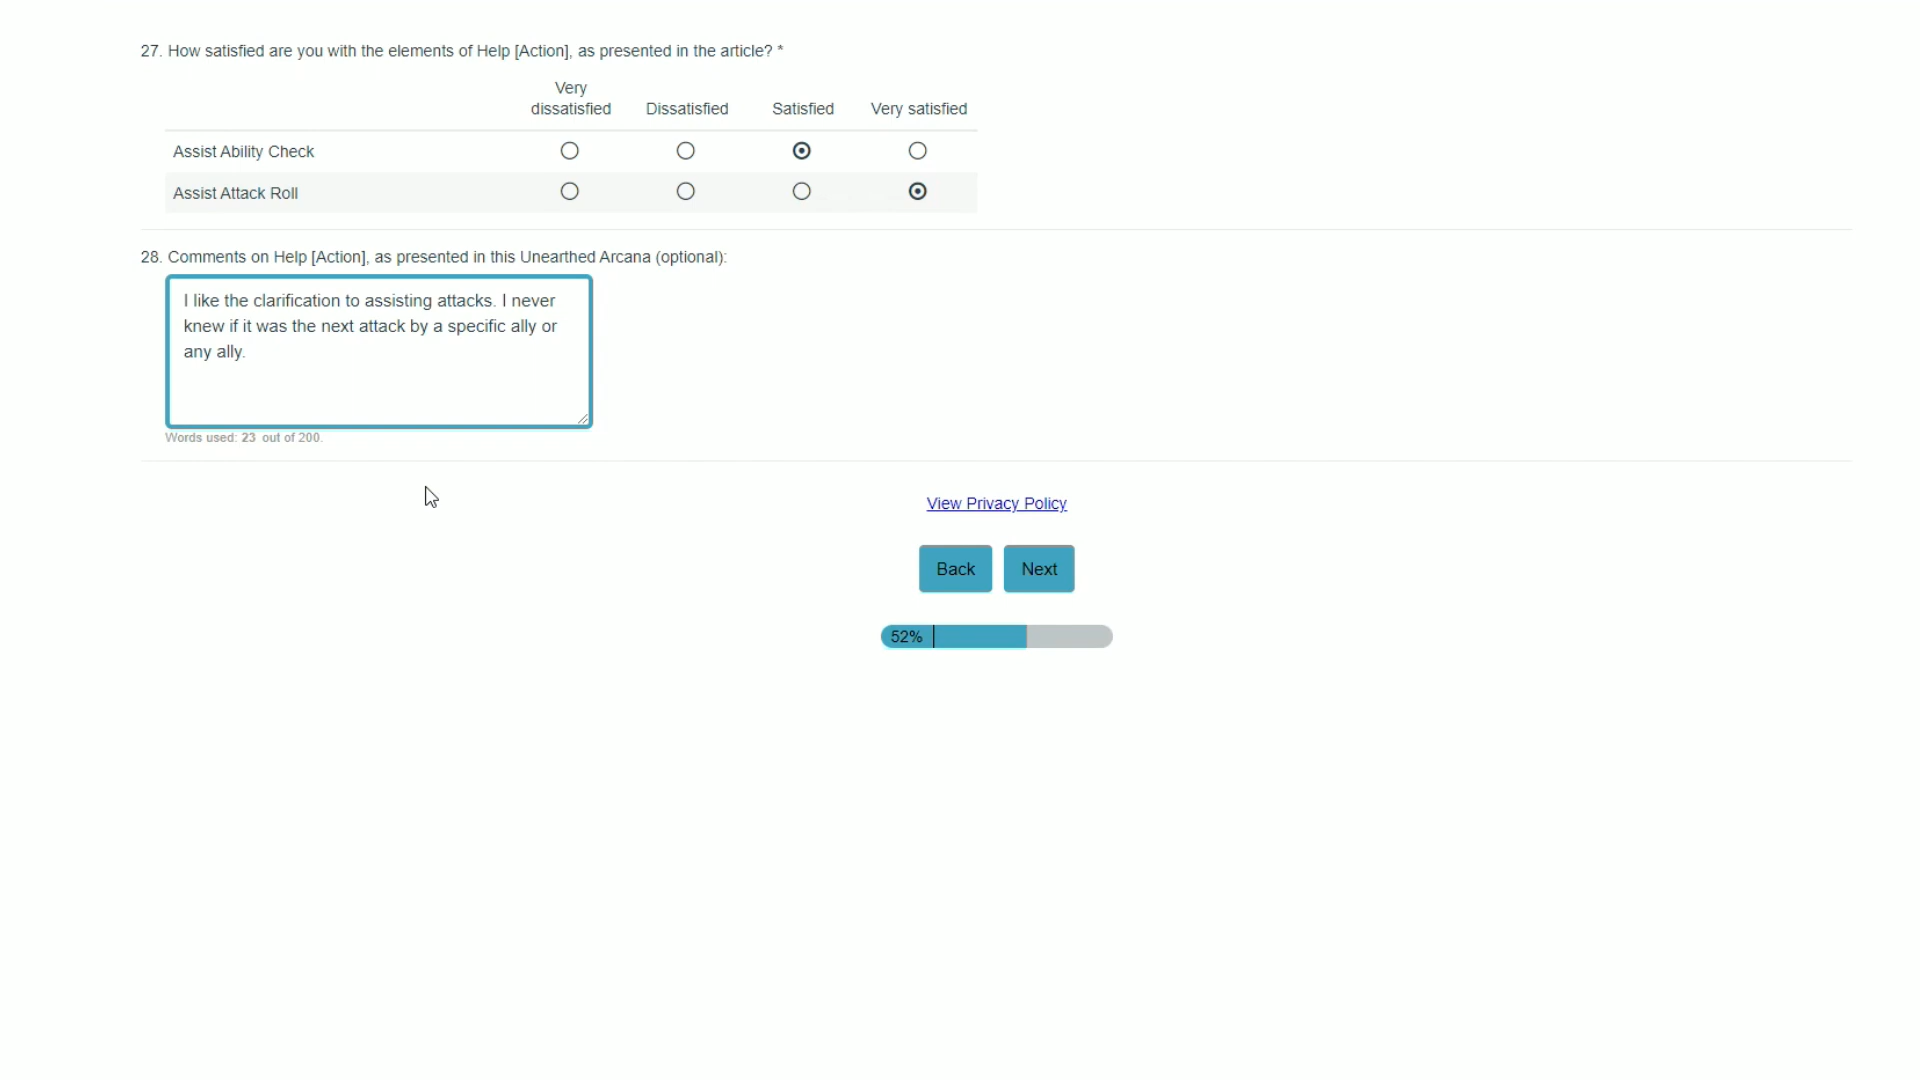 27. How satisfied are you with the elements of Help [Action], as presented in the article? *
Very
dissatisfied Dissatisfied Satisfied Very satisfied
Assist Ability Check
Assist Attack Roll
28. Comments on Help [Action], as presented in this Unearthed Arcana (optional):
I like the clarification to assisting attacks. I never
knew if it was the next attack by a specific ally or
any ally.
Words used: 23 out of 200.
View Privacy Policy
Back Next
52%